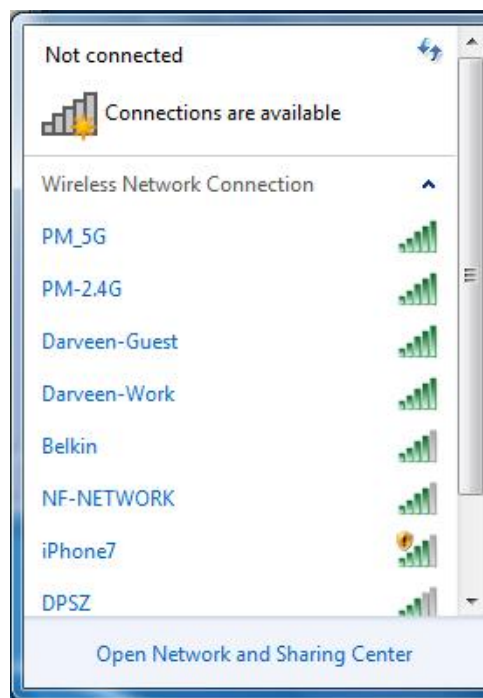 Not connected
Connections are available
Wireless Network Connection
PM_5G
PM-2.4G
Darveen-Guest
Darveen-Work
Belkin
NF-NETWORK
iPhone7
DPSZ
Open Network and Sharing Center